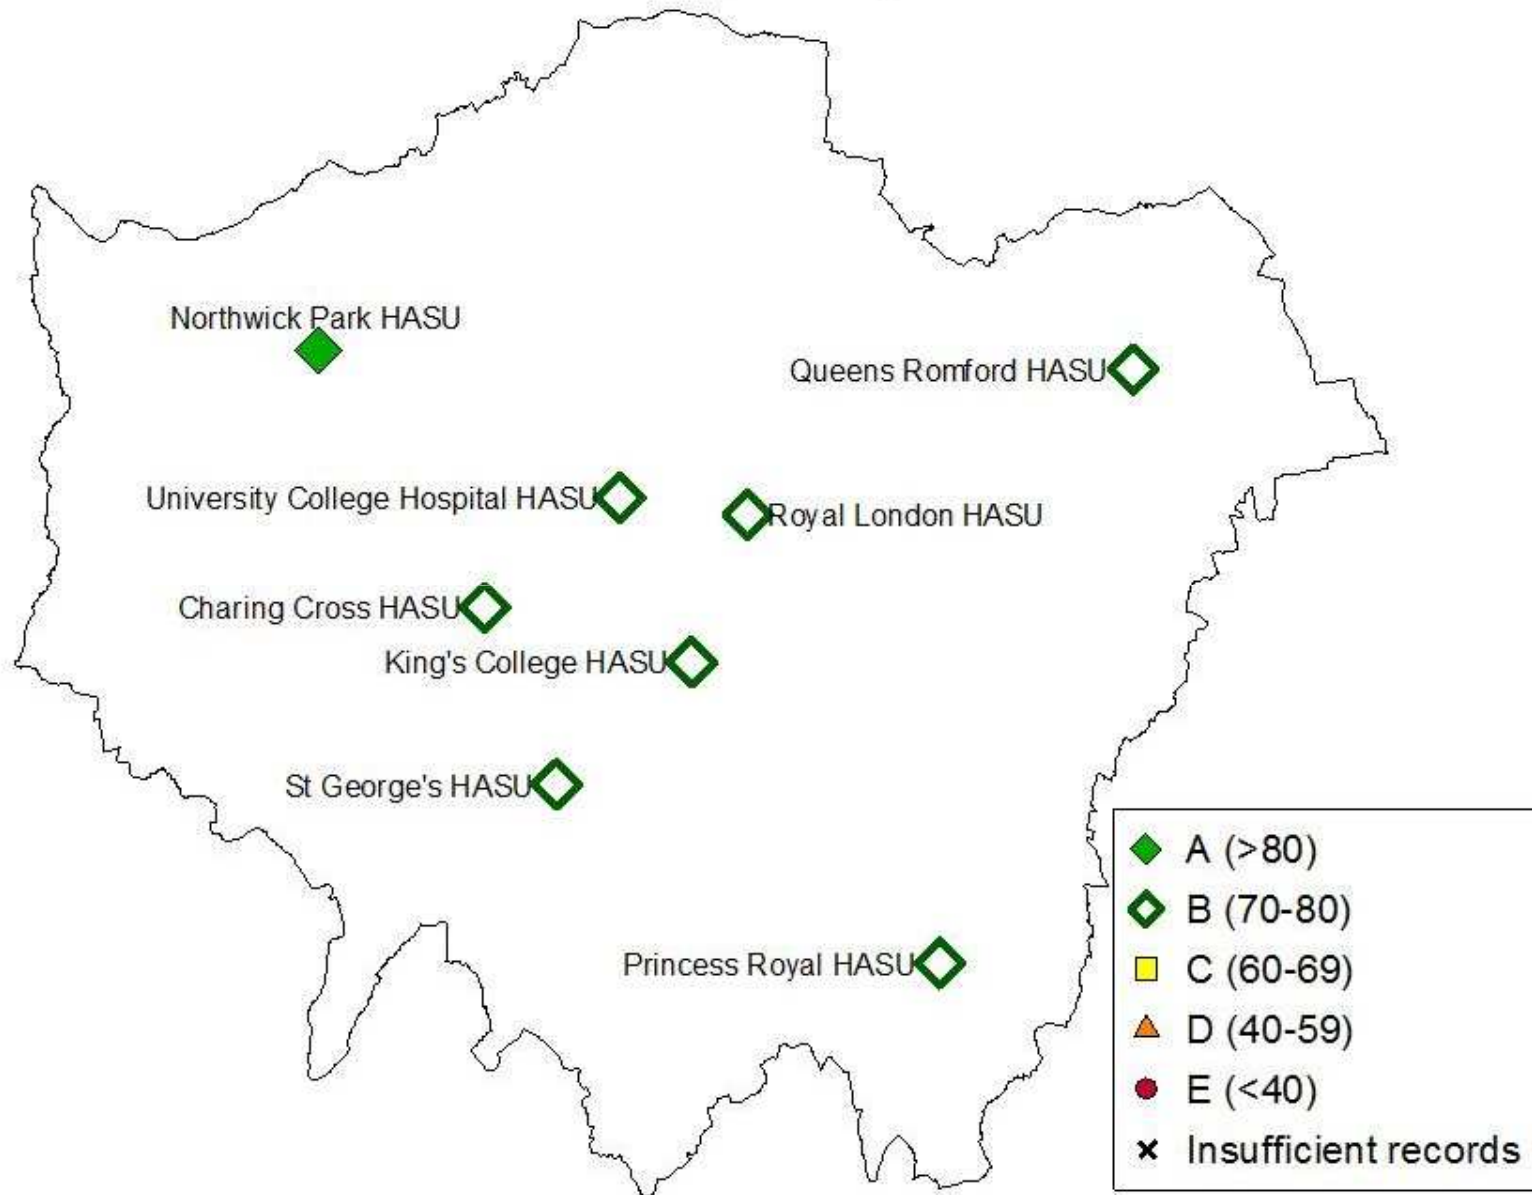 Northwick Park HASU
Queens Romford HASU
University College Hospital HASU
Royal London HASU
Charing Cross HASU
King's College HASU
St George's HASU
Princess Royal HASU
A (>80)
B (70-80)
C (60-69)
D (40-59)
E (<40)
Insufficient records